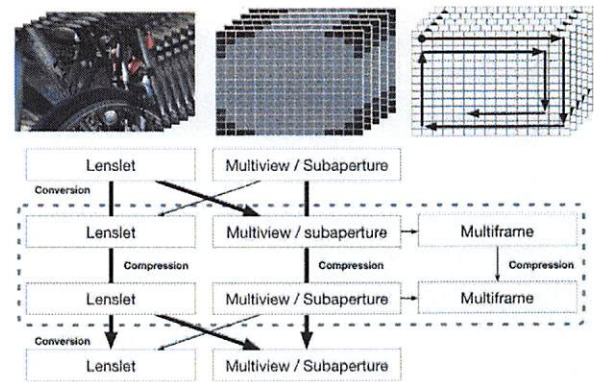 Lenslet
Multiview / Subaperture
Conversion
Lenslet
Multiview / subaperture
Multiframe
Compression
Compression
Compression
Lenslet
Multiview / Subaperture
Multiframe
Conversion
Lenslet
Multiview / Subaperture